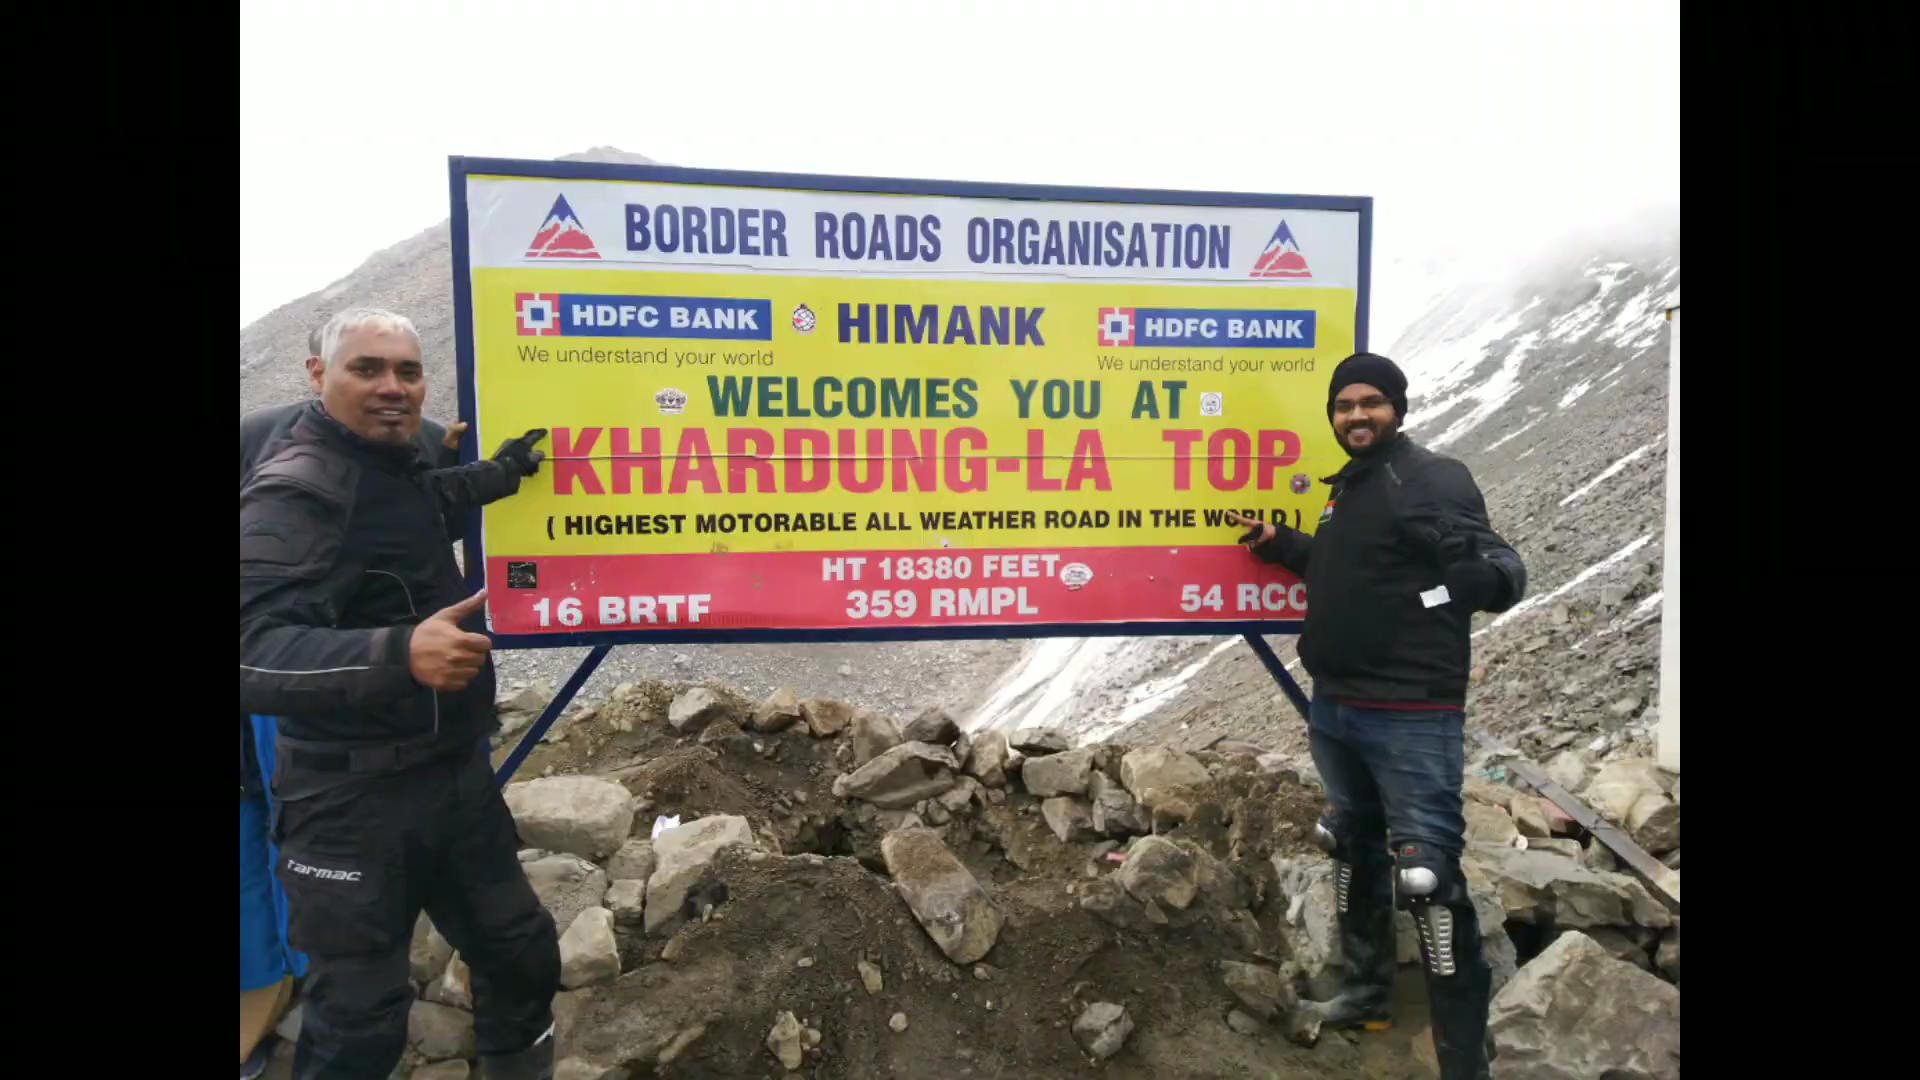 BORDER ROADS ORGANISATION
HDFC BANK HIMANK HDFC BANK
We understand your world We understand your world
WELCOMES YOU AT
KHARDUNG-LA TOP
( HIGHEST MOTORABLE ALL WEATHER ROAD IN THE WORLD )
HT 18380 FEET
16 BRTF 359 RMPL 54 RCC
tarmac